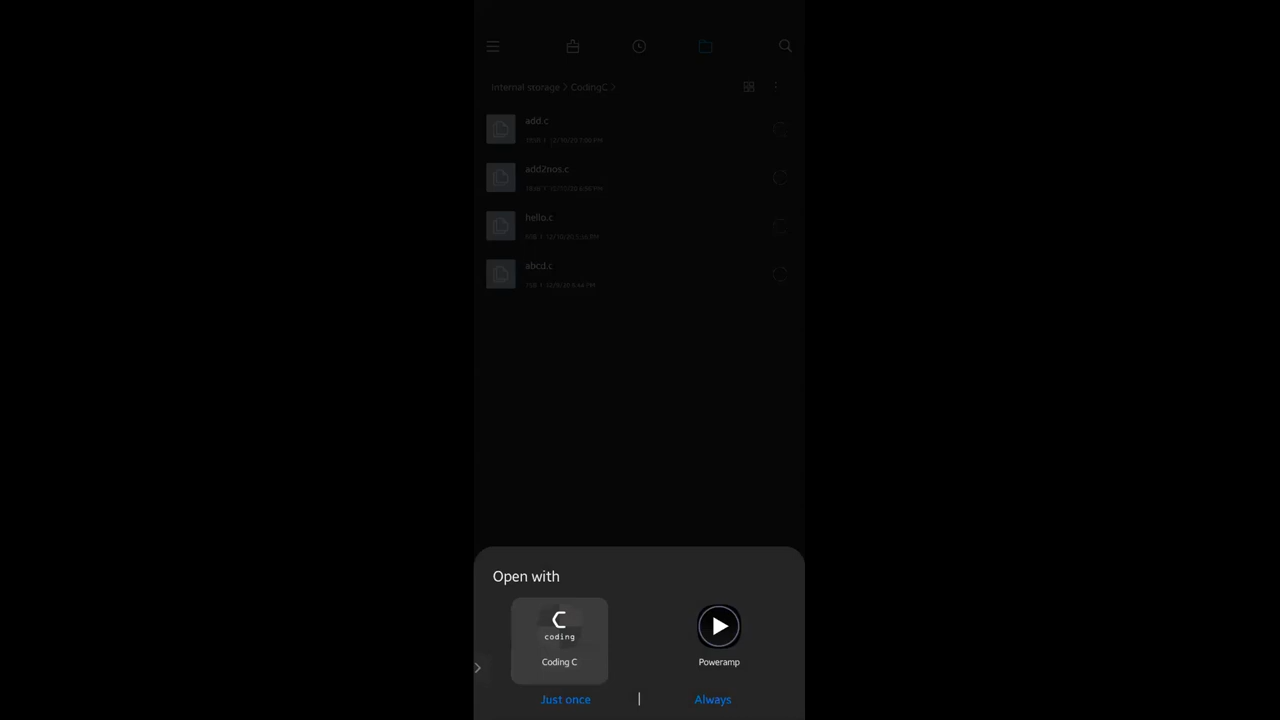 Internal storage > CodingC >
add.c
add2nos.c
hello.c
abcd.c
Open with
coding
Coding C
Poweramp
Just once
Always